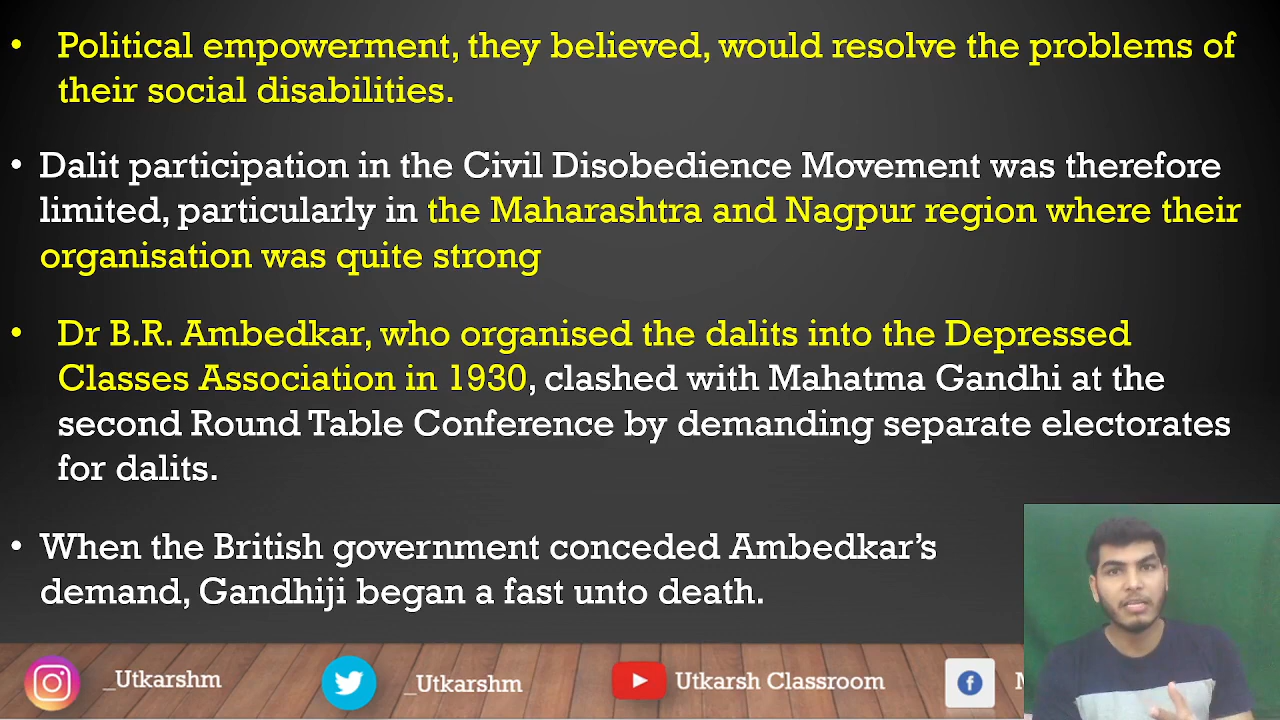 • Political empowerment, they believed, would resolve the problems of
their social disabilities.
• Dalit participation in the Civil Disobedience Movement was therefore
limited, particularly in the Maharashtra and Nagpur region where their
organisation was quite strong
• Dr B.R. Ambedkar, who organised the dalits into the Depressed
Classes Association in 1930, clashed with Mahatma Gandhi at the
second Round Table Conference by demanding separate electorates
for dalits.
• When the British government conceded Ambedkar’s
demand, Gandhiji began a fast unto death.
_Utkarshm
_Utkarshm
Utkarsh Classroom